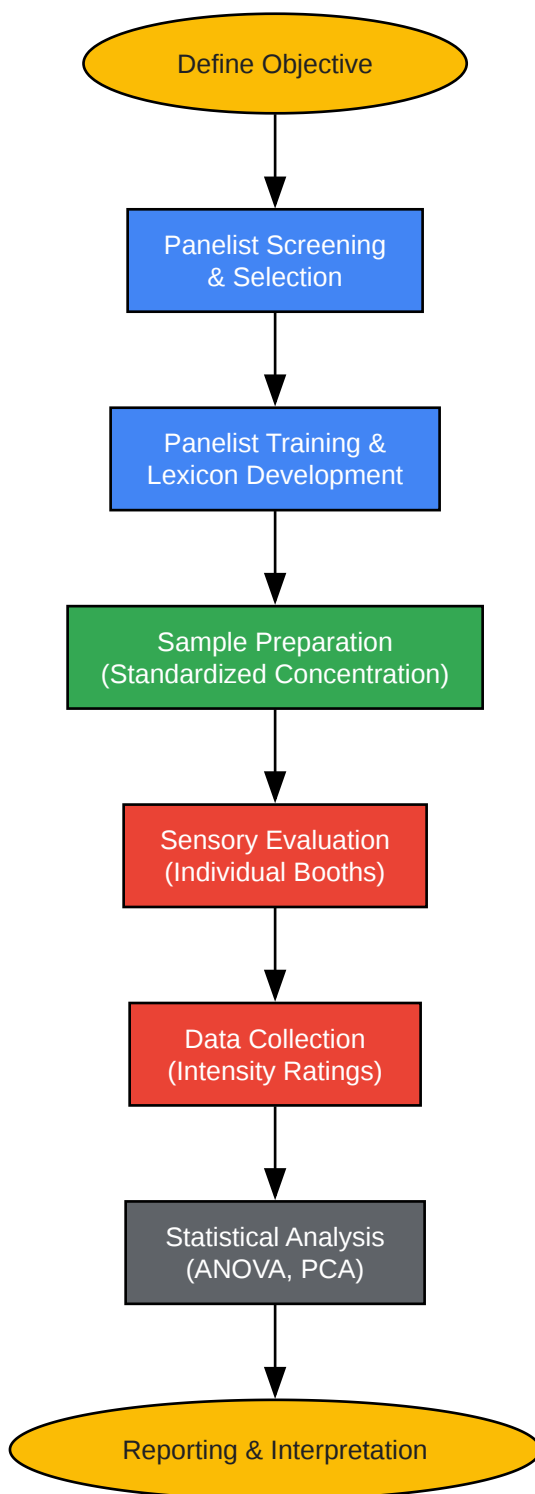 Define Objective
Panelist Screening
& Selection
Panelist Training &
Lexicon Development
Sample Preparation
(Standardized Concentration)
Sensory Evaluation
(Individual Booths)
Data Collection
(Intensity Ratings)
Statistical Analysis
(ANOVA, PCA)
Reporting & Interpretation